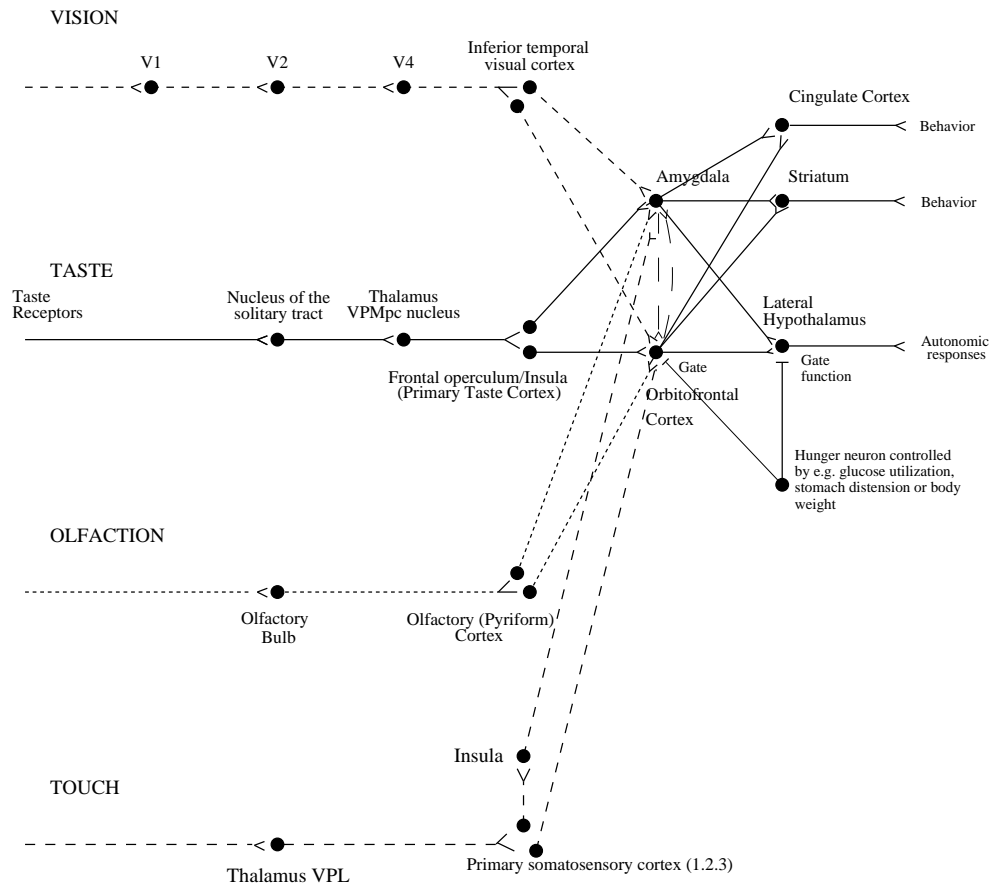 VISION
V1
V2
V4
Inferior temporal
visual cortex
Cingulate Cortex
Behavior
Amygdala
Striatum
Behavior
TASTE
Taste
Receptors
Nucleus of the
solitary tract
Thalamus
VPMpc nucleus
Frontal operculum/Insula
(Primary Taste Cortex)
Gate
Orbitofrontal
Cortex
Lateral
Hypothalamus
Gate
function
Autonomic
responses
Hunger neuron controlled
by e.g. glucose utilization,
stomach distension or body
weight
OLFACTION
Olfactory
Bulb
Olfactory (Pyriform)
Cortex
TOUCH
Insula
Thalamus VPL
Primary somatosensory cortex (1.2.3)